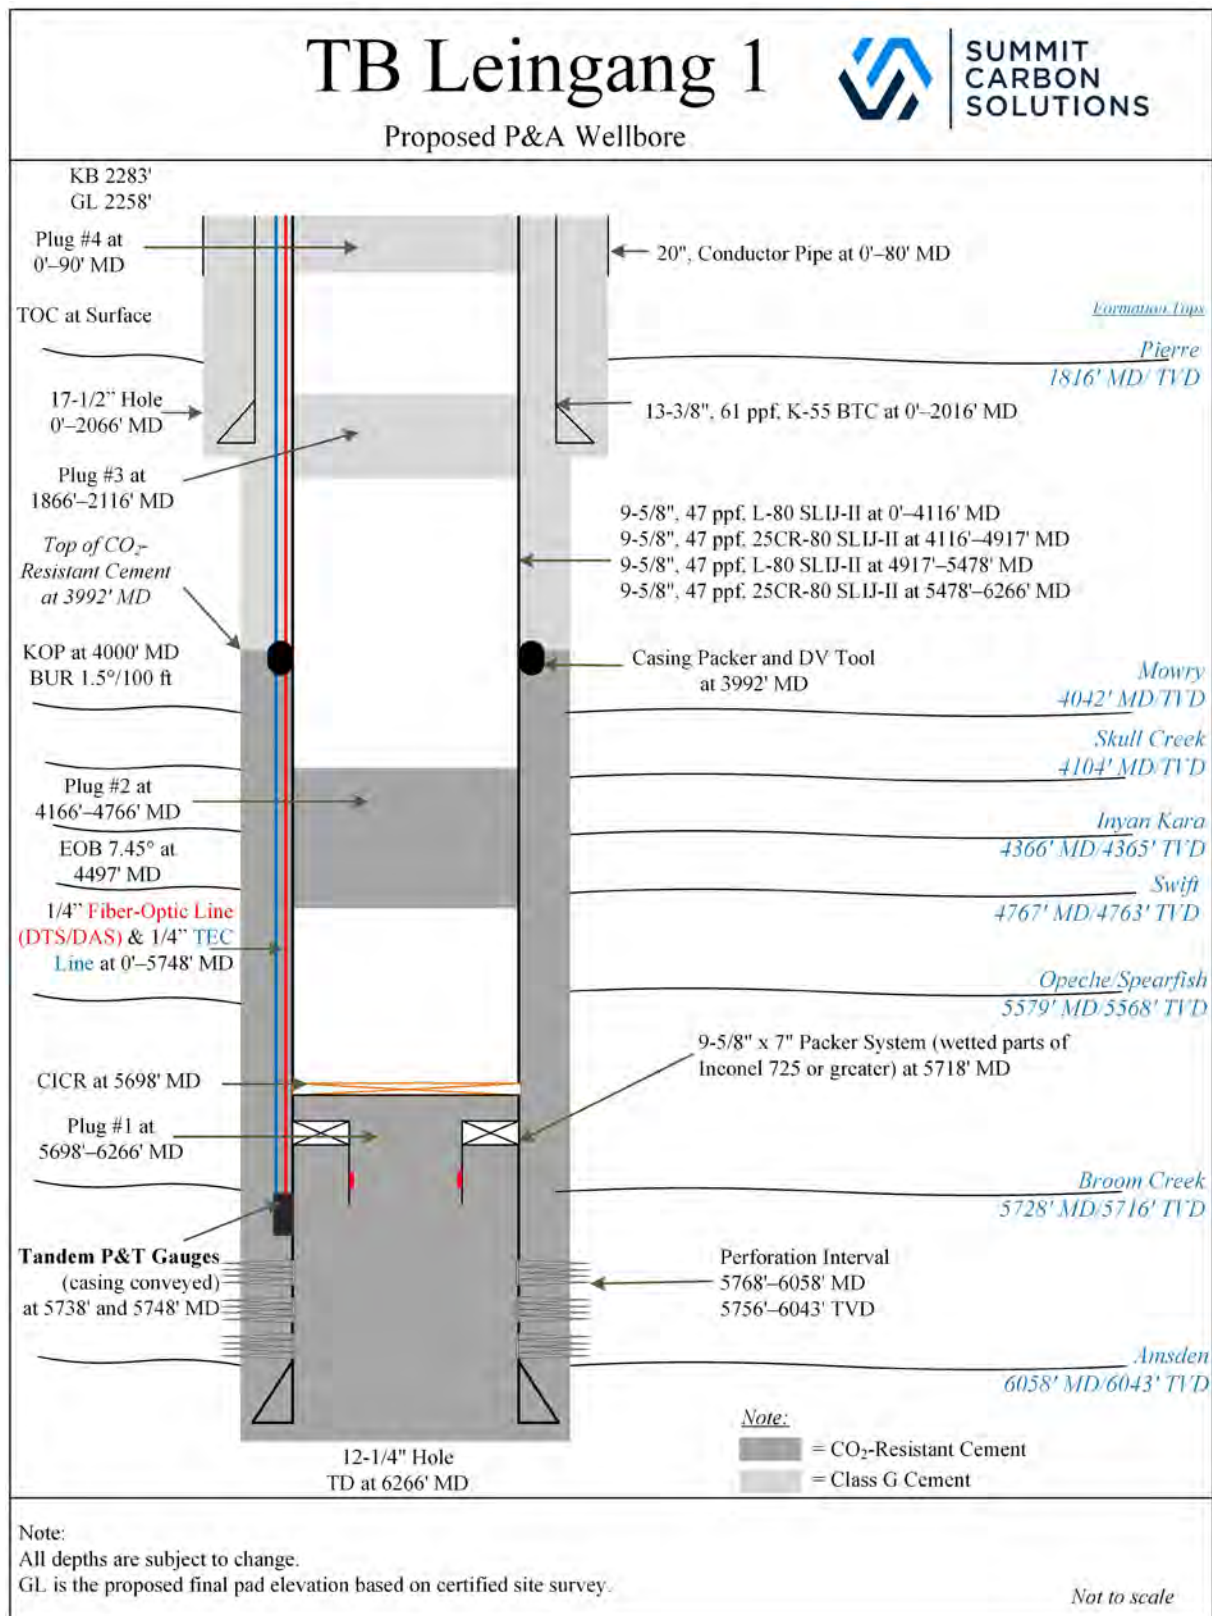 TB Leingang 1
Proposed P&A Wellbore
SUMMIT
CARBON
SOLUTIONS
KB 2283'
GL 2258'
Plug #4 at
0'–90' MD
20", Conductor Pipe at 0'–80' MD
TOC at Surface
Formation Tops
Pierre
1816' MD/ TVD
17-1/2” Hole
0'–2066' MD
13-3/8", 61 ppf, K-55 BTC at 0'–2016' MD
Plug #3 at
1866'–2116' MD
9-5/8", 47 ppf, L-80 SLIJ-II at 0'–4116' MD
9-5/8", 47 ppf, 25CR-80 SLIJ-II at 4116'–4917' MD
9-5/8", 47 ppf, L-80 SLIJ-II at 4917'–5478' MD
9-5/8", 47 ppf, 25CR-80 SLIJ-II at 5478'–6266' MD
Top of CO₂-
Resistant Cement
at 3992' MD
KOP at 4000' MD
BUR 1.5°/100 ft
Casing Packer and DV Tool
at 3992' MD
Mowry
4042' MD/TVD
Skull Creek
4104' MD/TVD
Plug #2 at
4166'–4766' MD
Inyan Kara
4366' MD/4365' TVD
EOB 7.45° at
4497' MD
Swift
4767' MD/4763' TVD
1/4” Fiber-Optic Line
(DTS/DAS) & 1/4” TEC
Line at 0'–5748' MD
Opeche/Spearfish
5579' MD/5568' TVD
9-5/8" x 7" Packer System (wetted parts of
Inconel 725 or greater) at 5718' MD
CICR at 5698' MD
Plug #1 at
5698'–6266' MD
Broom Creek
5728' MD/5716' TVD
Tandem P&T Gauges
(casing conveyed)
at 5738' and 5748' MD
Perforation Interval
5768'–6058' MD
5756'–6043' TVD
Amsden
6058' MD/6043' TVD
Note:
= CO₂-Resistant Cement
= Class G Cement
12-1/4" Hole
TD at 6266' MD
Note:
All depths are subject to change.
GL is the proposed final pad elevation based on certified site survey.
Not to scale